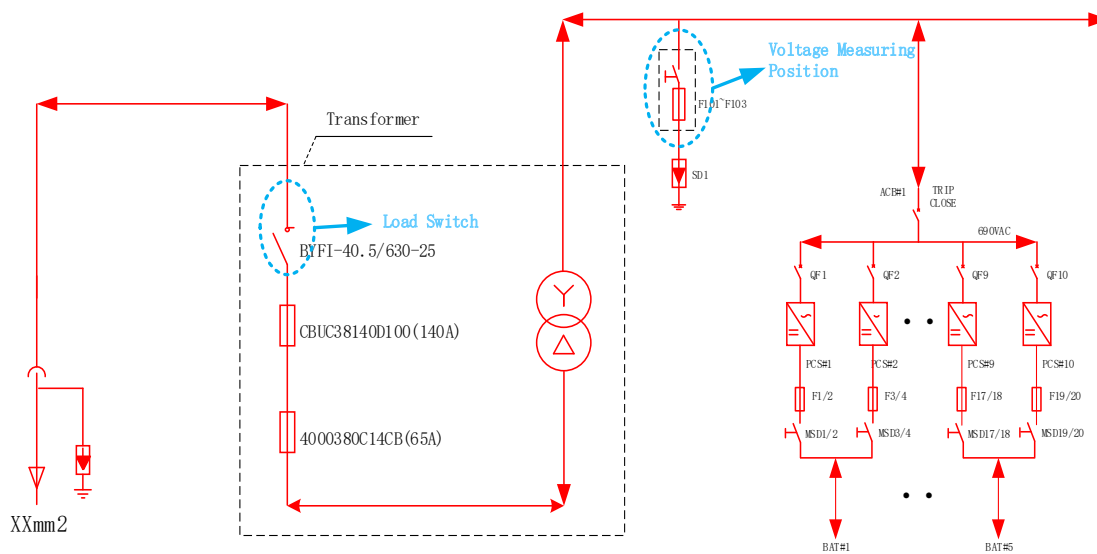 Voltage Measuring
Position
F101~F103
Transformer
SD1
ACB#1
TRIP
CLOSE
Load Switch
690VAC
BYFI-40.5/630-25
QF1
QF2
QF9
QF10
CBUC38140D100(140A)
PCS#1
PCS#2
PCS#9
PCS#10
F1/2
F3/4
F17/18
F19/20
4000380C14CB(65A)
MSD1/2
MSD3/4
MSD17/18
MSD19/20
XXmm2
BAT#1
BAT#5